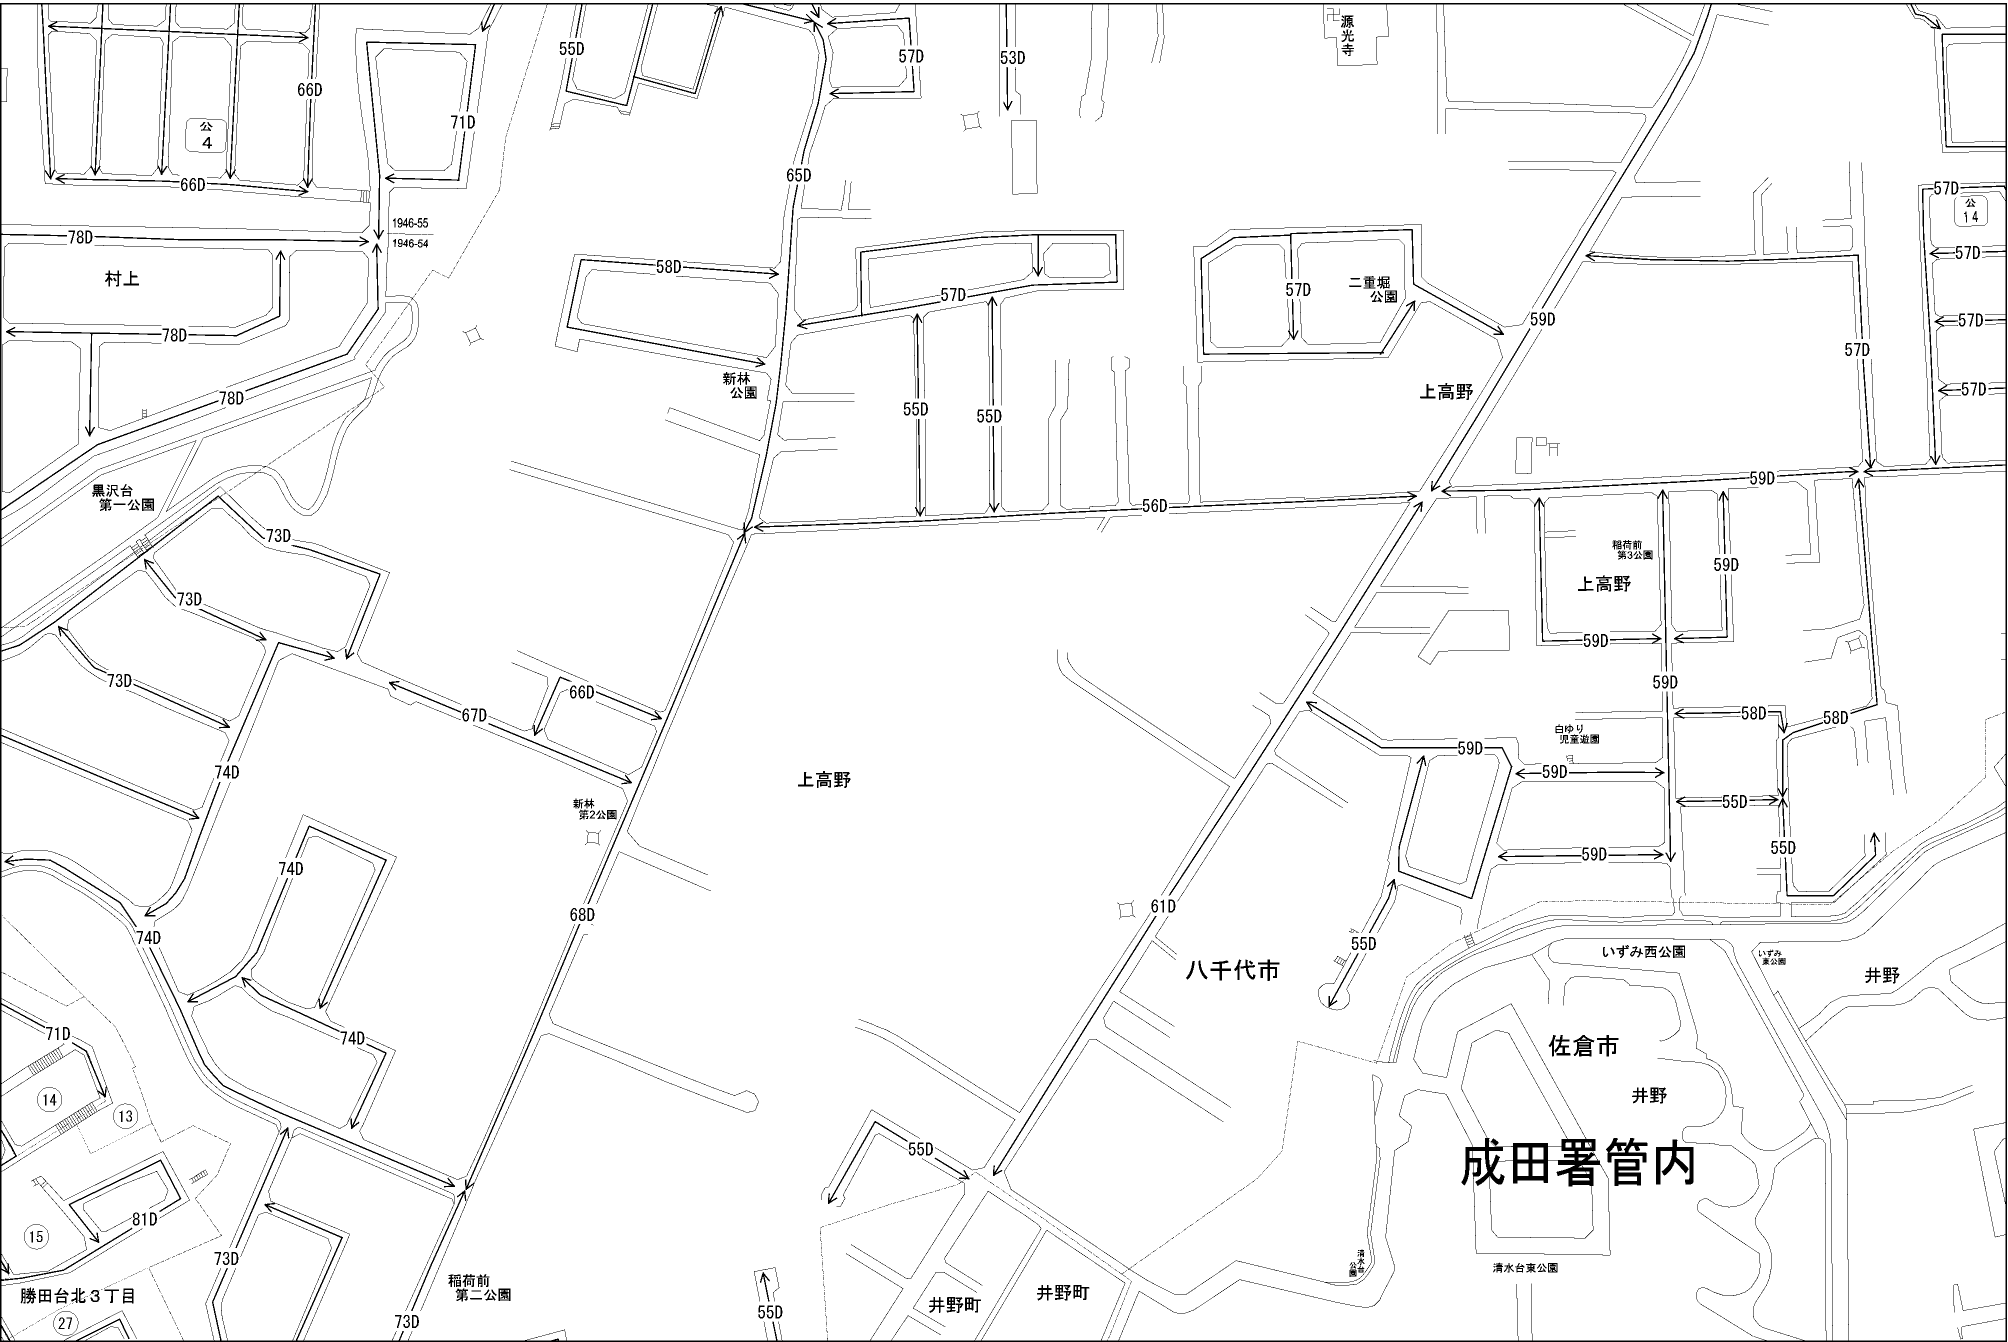 源光寺
55D
57D
53D
66D
71D
公
4
66D
65D
57D
公
14
1946-55
1946-54
78D
村上
58D
57D
57D
二重堀
公園
57D
59D
57D
78D
57D
新林
公園
57D
78D
55D
55D
上高野
黒沢台
第一公園
56D
59D
73D
稲荷前
第3公園
上高野
59D
73D
59D
73D
66D
59D
67D
58D
58D
白ゆり
児童遊園
59D
74D
59D
上高野
新林
第2公園
55D
74D
55D
59D
68D
61D
74D
55D
いずみ西公園
いずみ
東公園
八千代市
井野
71D
74D
佐倉市
14
13
井野
55D
成田署管内
81D
15
73D
清水台
公園
清水台東公園
稲荷前
第二公園
勝田台北3丁目
井野町
井野町
27
73D
55D